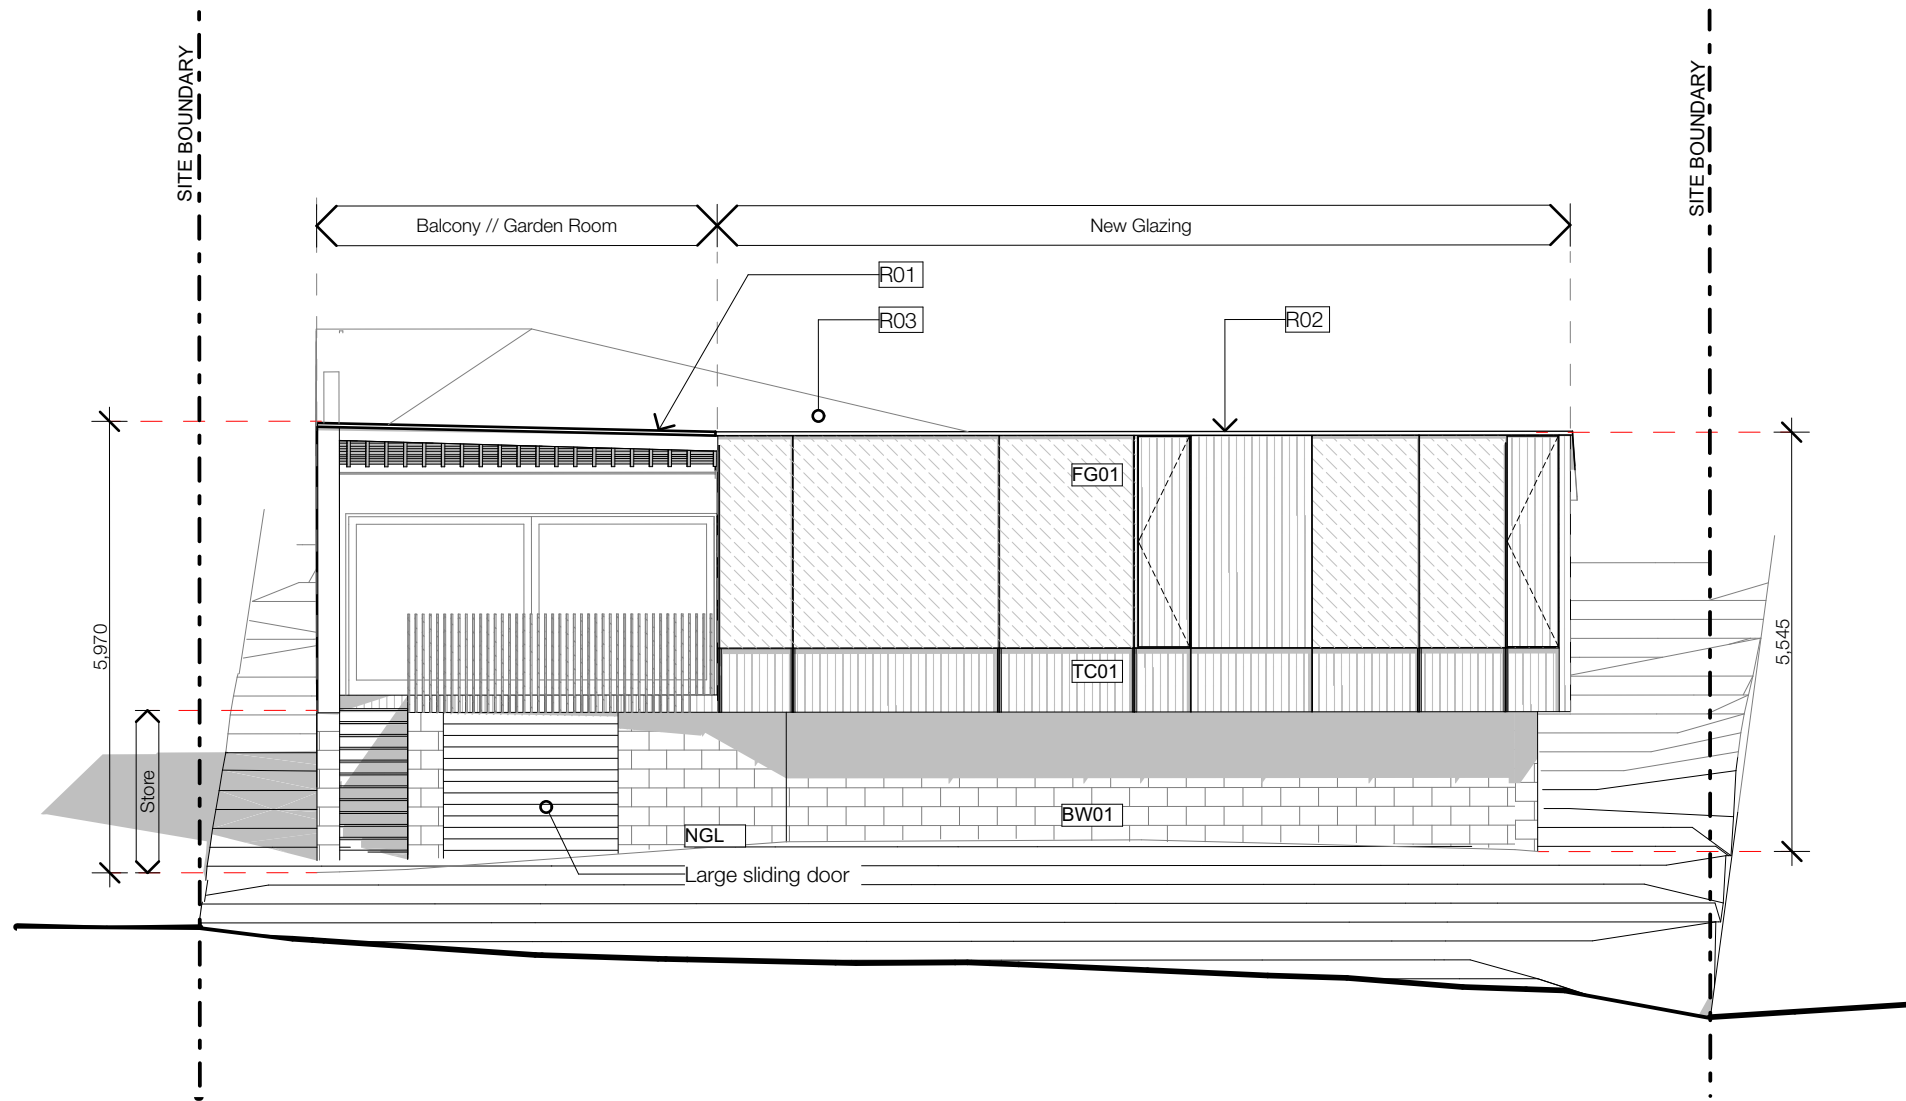 SITE BOUNDARY
SITE BOUNDARY
Balcony // Garden Room
New Glazing
R01
R03
R02
FG01
5,970
5,545
TC01
Store
BW01
NGL
Large sliding door